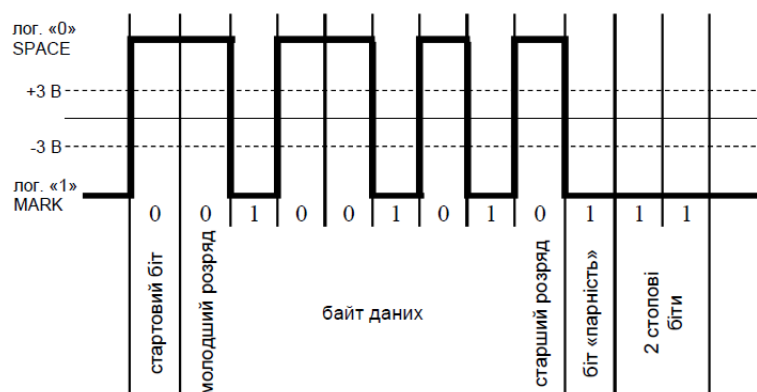 лог. «0»
SPACE
+3 В
-3 В
лог. «1»
MARK
0 0 1 0 0 1 0 1 0 1 1 1
стартовий біт
молодший розряд
байт даних
старший розряд
біт «парність»
2 стопові
біти